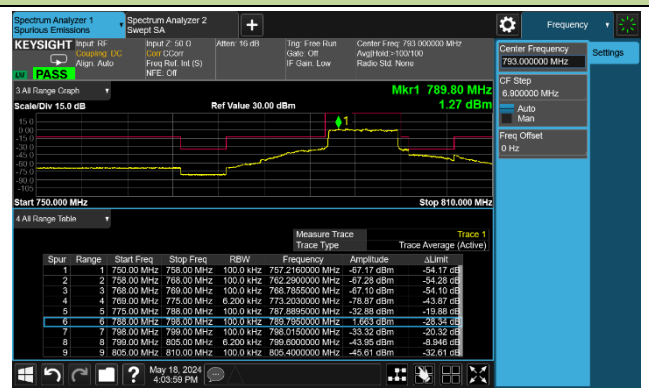 Spectrum Analyzer 1
Spurious Emissions
Spectrum Analyzer 2
Swept SA
Frequency
KEYSIGHT
Input: RF
Coupling: DC
Align: Auto
Input Z: 50 Ω
Corr CCorr
Freq Ref: Int (S)
NFE: Off
Atten: 16 dB
Trig: Free Run
Gate: Off
IF Gain: Low
Center Freq: 793.000000 MHz
Avg|Hold:>100/100
Radio Std: None
PASS
Center Frequency
793.000000 MHz
Settings
CF Step
6.900000 MHz
Auto
Man
Freq Offset
0 Hz
3 All Range Graph
Mkr1 789.80 MHz
Scale/Div 15.0 dB
Ref Value 30.00 dBm
1.27 dBm
1
15.0
0.00
-15.0
-30.0
-45.0
-60.0
-75.0
-90.0
-105
Start 750.000 MHz
Stop 810.000 MHz
4 All Range Table
Measure Trace Trace 1
Trace Type Trace Average (Active)
Spur Range Start Freq Stop Freq RBW Frequency Amplitude ΔLimit
1 1 750.00 MHz 758.00 MHz 100.0 kHz 757.2160000 MHz -67.17 dBm -54.17 dB
2 2 758.00 MHz 768.00 MHz 100.0 kHz 762.2900000 MHz -67.28 dBm -54.28 dB
3 3 768.00 MHz 769.00 MHz 100.0 kHz 768.7855000 MHz -67.10 dBm -54.10 dB
4 4 769.00 MHz 775.00 MHz 6.200 kHz 773.2030000 MHz -78.87 dBm -43.87 dB
5 5 775.00 MHz 788.00 MHz 100.0 kHz 787.8895000 MHz -32.88 dBm -19.88 dB
6 6 788.00 MHz 798.00 MHz 100.0 kHz 789.7950000 MHz 1.663 dBm -28.34 dB
7 7 798.00 MHz 799.00 MHz 100.0 kHz 798.0150000 MHz -33.32 dBm -20.32 dB
8 8 799.00 MHz 805.00 MHz 6.200 kHz 799.6000000 MHz -43.95 dBm -8.946 dB
9 9 805.00 MHz 810.00 MHz 100.0 kHz 805.4000000 MHz -45.61 dBm -32.61 dB
May 18, 2024
4:03:59 PM